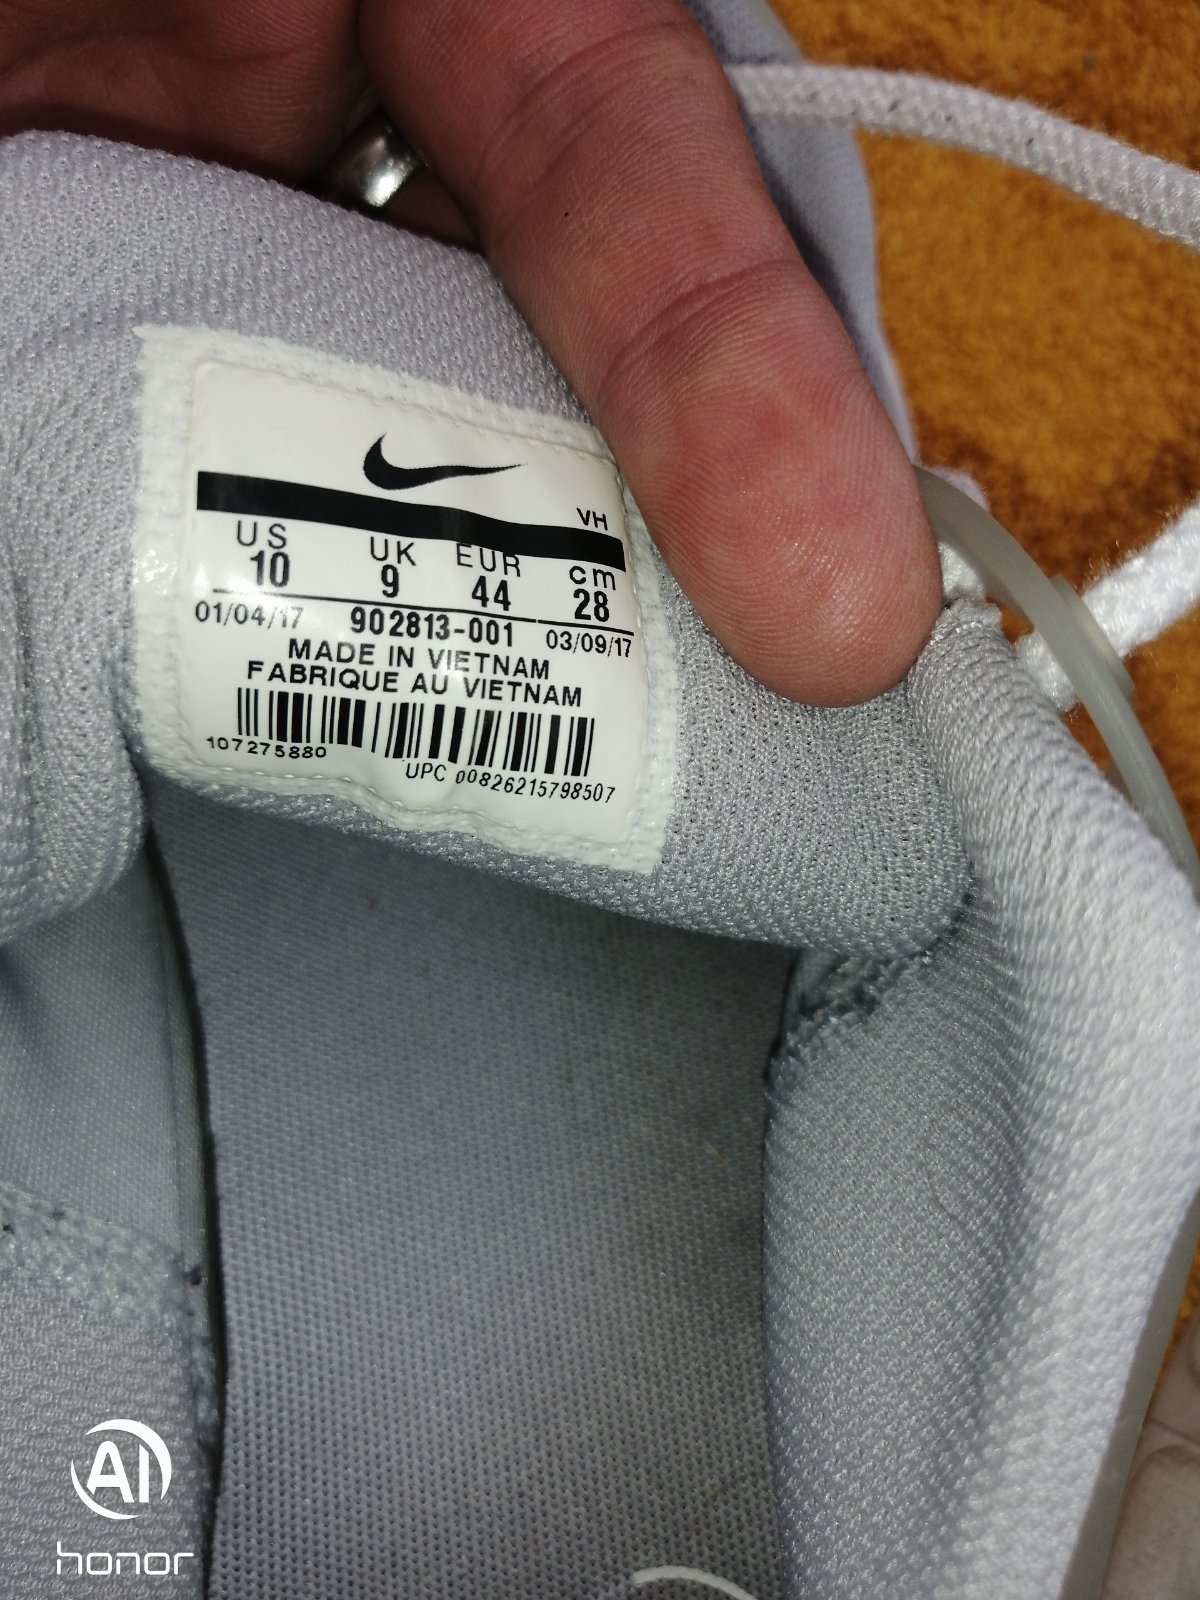 VH
US UK EUR cm
10 9 44 28
01/04/17 902813-001 03/09/17
MADE IN VIETNAM
FABRIQUE AU VIETNAM
107275880
UPC 00826215798507
AI
honor